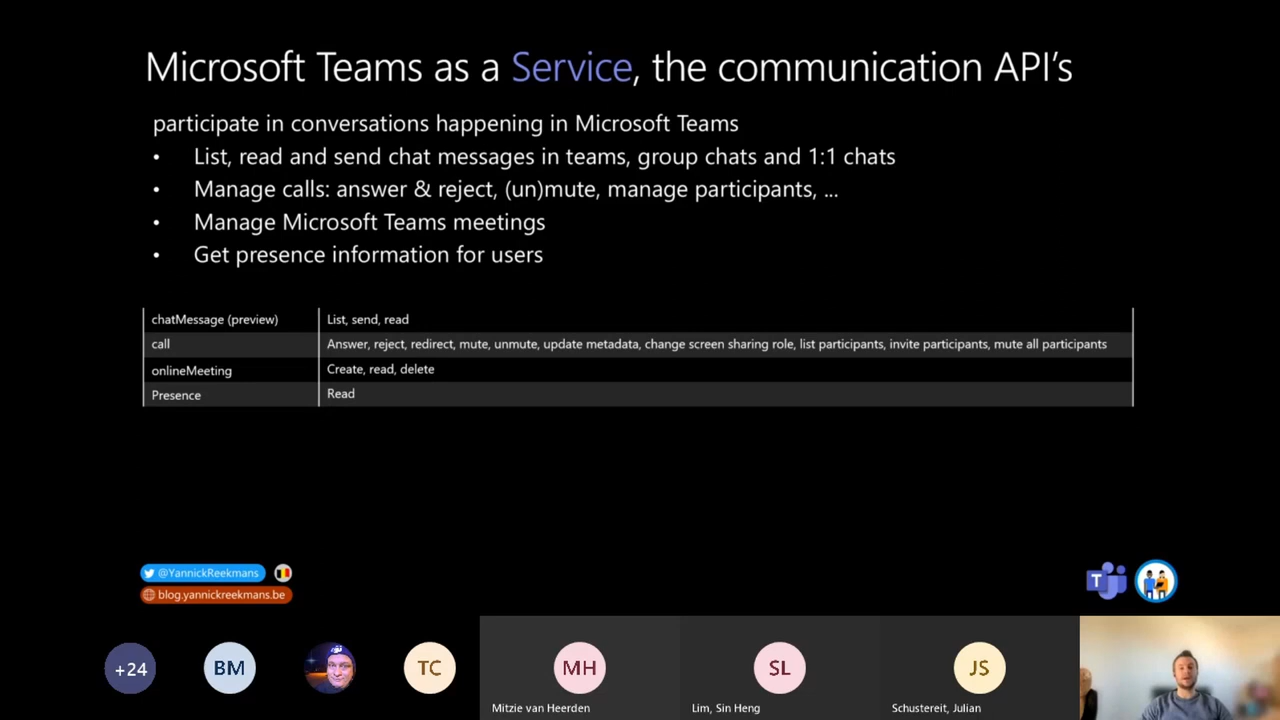 Microsoft Teams as a Service, the communication API's
participate in conversations happening in Microsoft Teams
• List, read and send chat messages in teams, group chats and 1:1 chats
• Manage calls: answer & reject, (un)mute, manage participants, ...
• Manage Microsoft Teams meetings
• Get presence information for users
chatMessage (preview) List, send, read
call Answer, reject, redirect, mute, unmute, update metadata, change screen sharing role, list participants, invite participants, mute all participants
onlineMeeting Create, read, delete
Presence Read
@YannickReekmans
blog.yannickreekmans.be
T
+24 BM TC MH SL JS
Mitzie van Heerden Lim, Sin Heng Schustereit, Julian